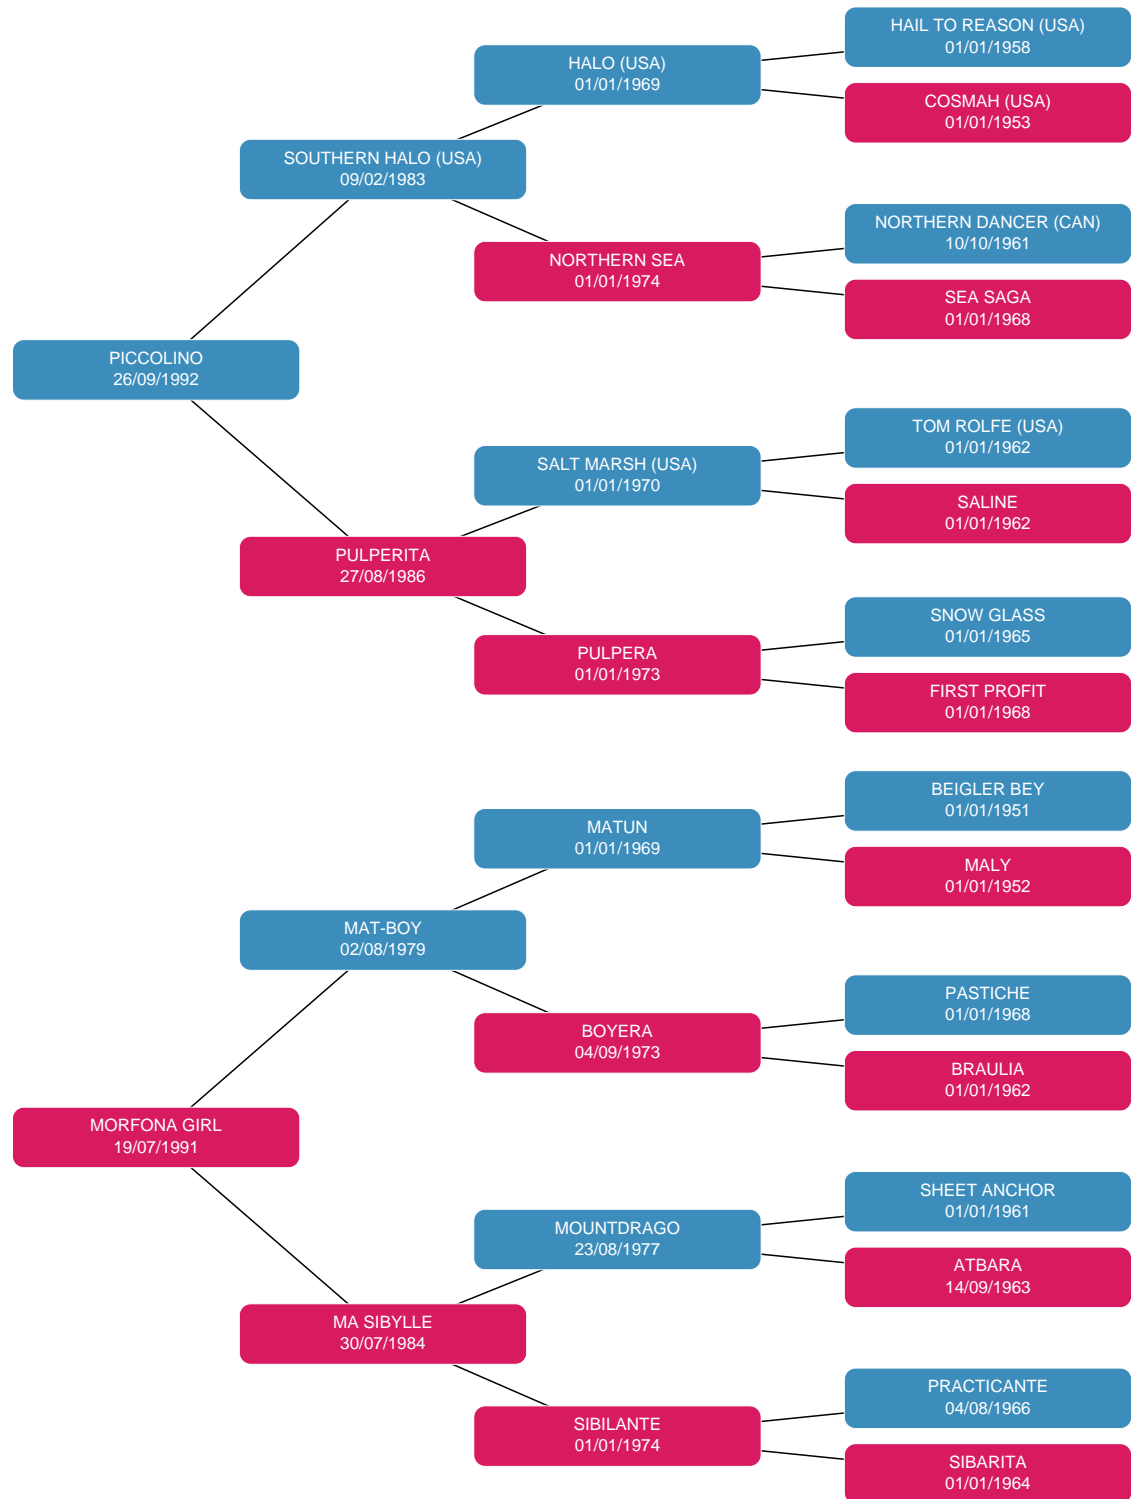 HAIL TO REASON (USA)
01/01/1958
HALO (USA)
01/01/1969
COSMAH (USA)
01/01/1953
SOUTHERN HALO (USA)
09/02/1983
NORTHERN DANCER (CAN)
10/10/1961
NORTHERN SEA
01/01/1974
SEA SAGA
01/01/1968
PICCOLINO
26/09/1992
TOM ROLFE (USA)
01/01/1962
SALT MARSH (USA)
01/01/1970
SALINE
01/01/1962
PULPERITA
27/08/1986
SNOW GLASS
01/01/1965
PULPERA
01/01/1973
FIRST PROFIT
01/01/1968
BEIGLER BEY
01/01/1951
MATUN
01/01/1969
MALY
01/01/1952
MAT-BOY
02/08/1979
PASTICHE
01/01/1968
BOYERA
04/09/1973
BRAULIA
01/01/1962
MORFONA GIRL
19/07/1991
SHEET ANCHOR
01/01/1961
MOUNTDRAGO
23/08/1977
ATBARA
14/09/1963
MA SIBYLLE
30/07/1984
PRACTICANTE
04/08/1966
SIBILANTE
01/01/1974
SIBARITA
01/01/1964